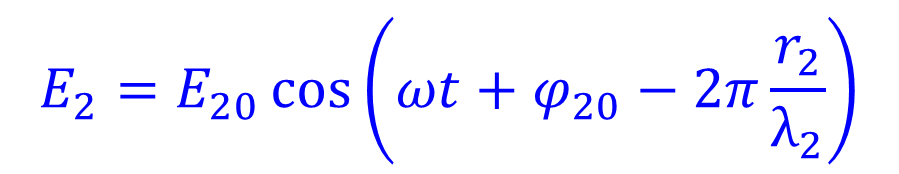 E₂ = E₂₀ cos(ωt + φ₂₀ − 2π r₂/λ₂)